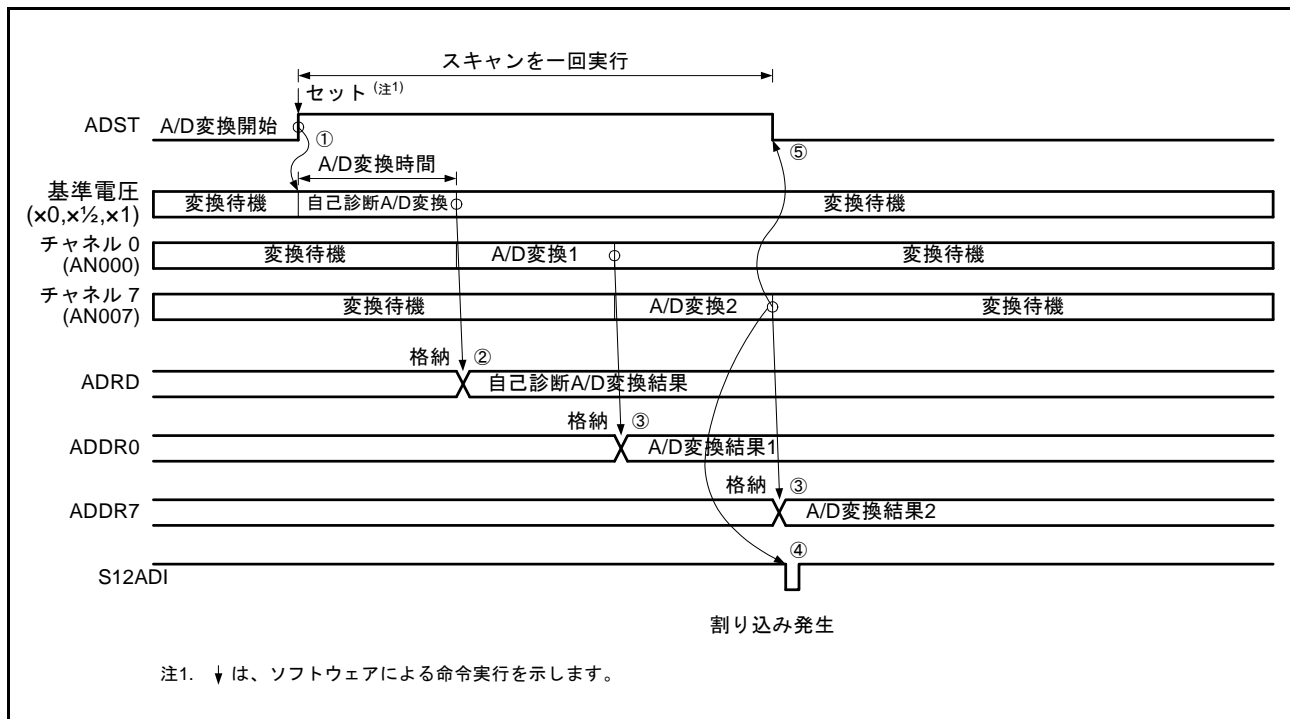 スキャンを一回実行
セット (注1)
ADST
A/D変換開始
①
⑤
A/D変換時間
基準電圧
(×0,×½,×1)
変換待機
自己診断A/D変換
変換待機
チャネル 0
(AN000)
変換待機
A/D変換1
変換待機
チャネル 7
(AN007)
変換待機
A/D変換2
変換待機
格納 ②
ADRD
自己診断A/D変換結果
格納 ③
ADDR0
A/D変換結果1
格納 ③
ADDR7
A/D変換結果2
④
S12ADI
割り込み発生
注1. ↓ は、ソフトウェアによる命令実行を示します。